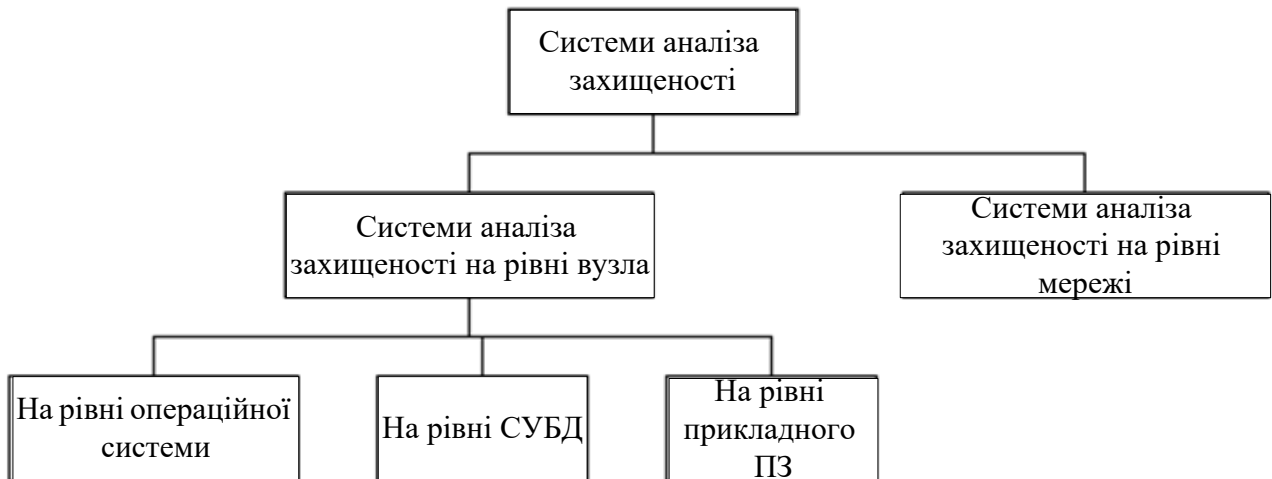 Системи аналіза
захищеності
Системи аналіза
захищеності на рівні вузла
Системи аналіза
захищеності на рівні
мережі
На рівні операційної
системи
На рівні СУБД
На рівні
прикладного
ПЗ